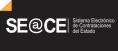 SE@CE
Sistema Electrónico
de Contrataciones
del Estado